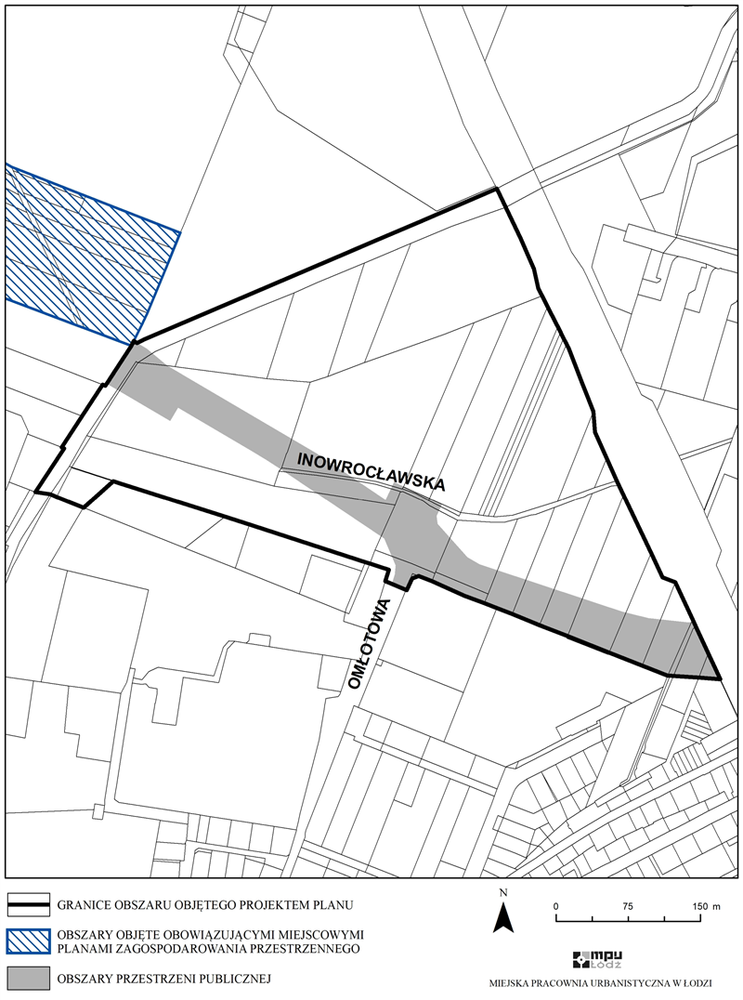 INOWROCŁAWSKA
OMŁOTOWA
GRANICE OBSZARU OBJĘTEGO PROJEKTEM PLANU
OBSZARY OBJĘTE OBOWIĄZUJĄCYMI MIEJSCOWYMI
PLANAMI ZAGOSPODAROWANIA PRZESTRZENNEGO
OBSZARY PRZESTRZENI PUBLICZNEJ
N
0 75 150 m
mpu
Łódź
MIEJSKA PRACOWNIA URBANISTYCZNA W ŁODZI